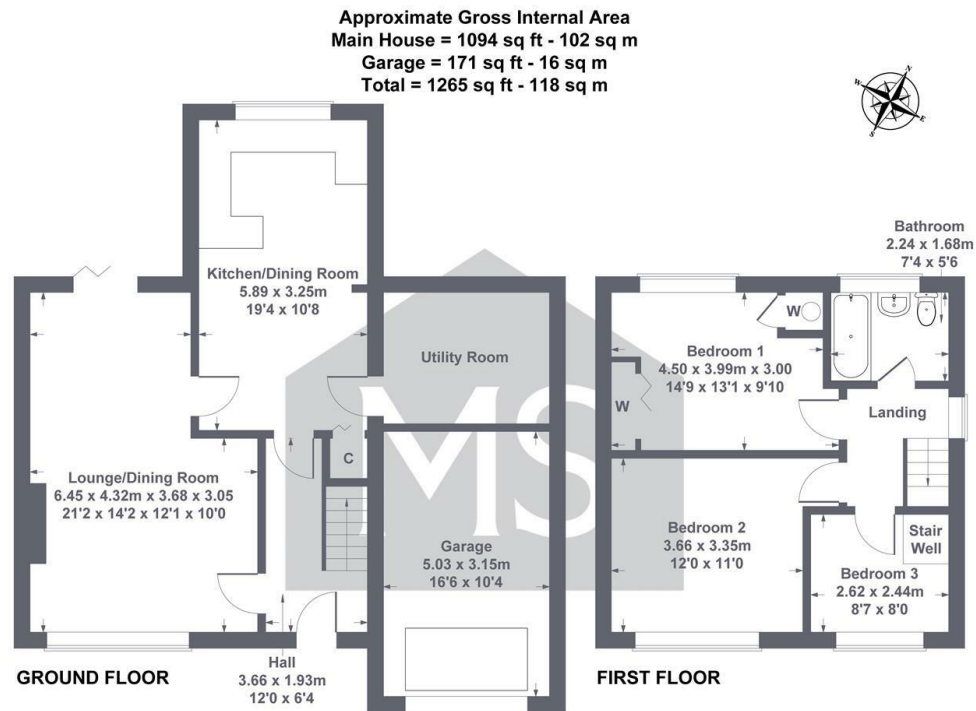 Approximate Gross Internal Area
Main House = 1094 sq ft - 102 sq m
Garage = 171 sq ft - 16 sq m
Total = 1265 sq ft - 118 sq m
N
W
E
S
Kitchen/Dining Room
5.89 x 3.25m
19'4 x 10'8
Utility Room
MS
C
Lounge/Dining Room
6.45 x 4.32m x 3.68 x 3.05
21'2 x 14'2 x 12'1 x 10'0
Garage
5.03 x 3.15m
16'6 x 10'4
Hall
3.66 x 1.93m
12'0 x 6'4
GROUND FLOOR
Bathroom
2.24 x 1.68m
7'4 x 5'6
W
Bedroom 1
4.50 x 3.99m x 3.00
14'9 x 13'1 x 9'10
W
Landing
Bedroom 2
3.66 x 3.35m
12'0 x 11'0
Stair
Well
Bedroom 3
2.62 x 2.44m
8'7 x 8'0
FIRST FLOOR